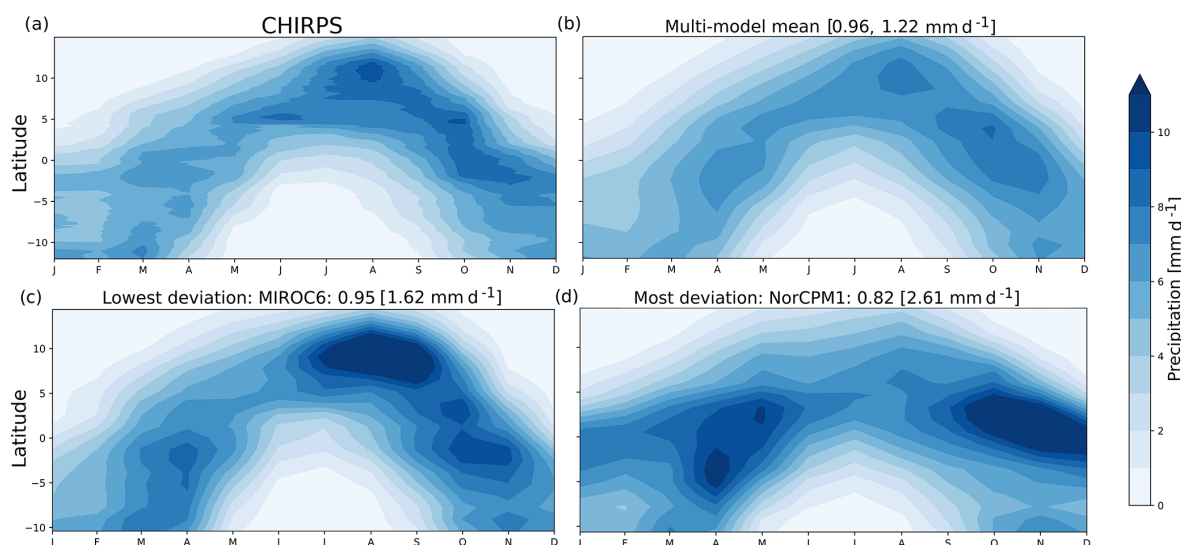 (a) CHIRPS
(b) Multi-model mean [0.96, 1.22 mm d⁻¹]
Latitude
10
5
0
−5
−10
J F M A M J J A S O N D
J F M A M J J A S O N D
(c) Lowest deviation: MIROC6: 0.95 [1.62 mm d⁻¹]
(d) Most deviation: NorCPM1: 0.82 [2.61 mm d⁻¹]
Latitude
10
5
0
−5
−10
J F M A M J J A S O N D
J F M A M J J A S O N D
10
8
6
4
2
0
Precipitation [mm d⁻¹]